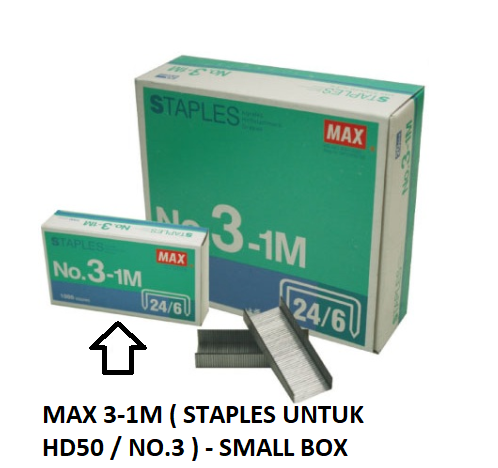 STAPLES
MAX
No.3-1M
24/6
STAPLES
MAX
No.3-1M
24/6
MAX 3-1M ( STAPLES UNTUK
HD50 / NO.3 ) - SMALL BOX